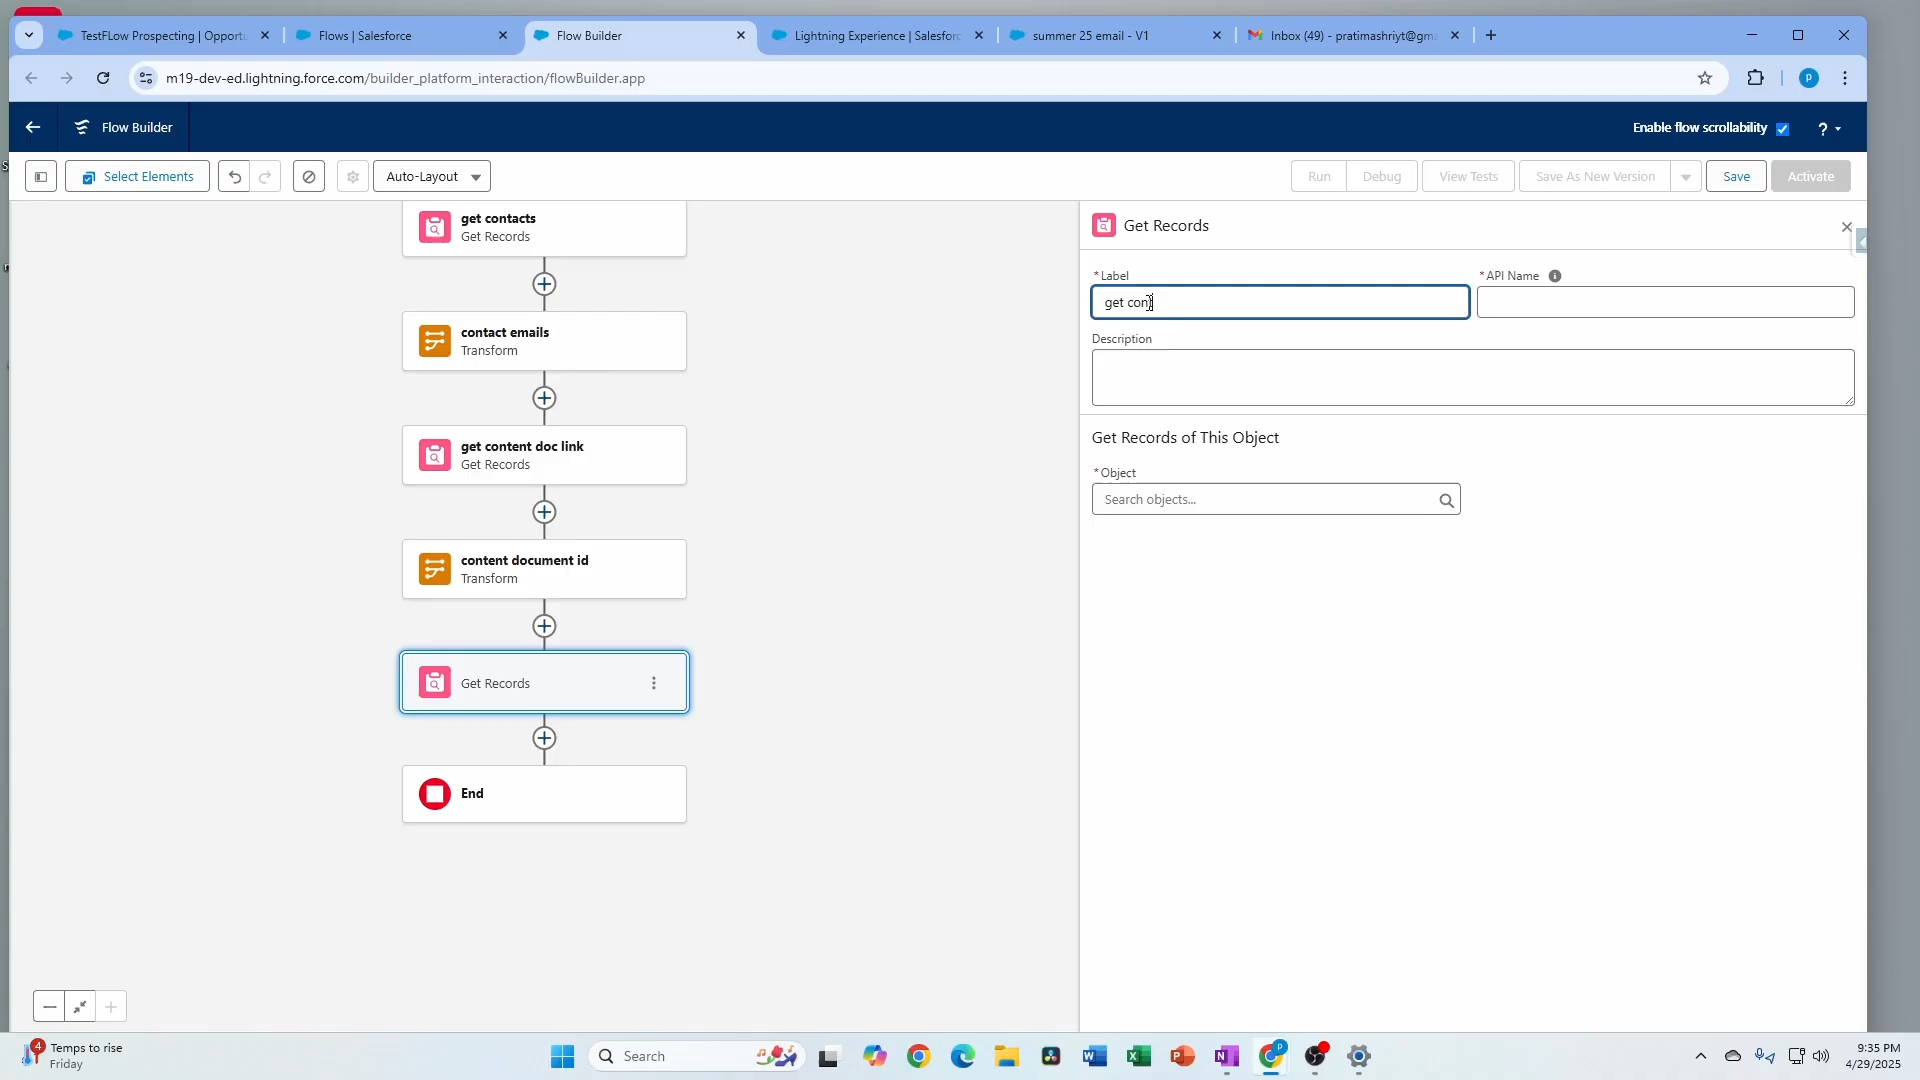 TestFLow Prospecting | Opportu
Flows | Salesforce
Flow Builder
Lightning Experience | Salesforc
summer 25 email - V1
Inbox (49) - pratimashriyt@gm
m19-dev-ed.lightning.force.com/builder_platform_interaction/flowBuilder.app
P
Flow Builder
Enable flow scrollability
?
Select Elements
Auto-Layout
Run
Debug
View Tests
Save As New Version
Save
Activate
get contacts
Get Records
contact emails
Transform
get content doc link
Get Records
content document id
Transform
Get Records
End
Get Records
*Label
*API Name
get cont
Description
Get Records of This Object
*Object
Search objects...
4
Temps to rise
Friday
Search
9:35 PM
4/29/2025